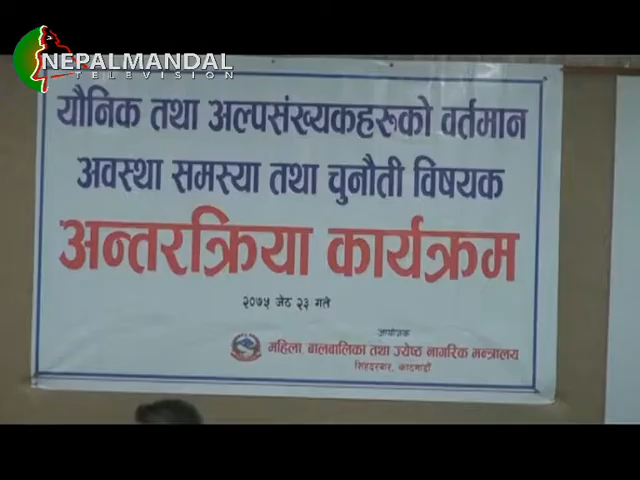 NEPALMANDAL
TELEVISION
यौनिक तथा अल्पसंख्यकहरुको वर्तमान
अवस्था समस्या तथा चुनौती विषयक
अन्तरक्रिया कार्यक्रम
२०७५ जेठ २३ गते
आयोजक
महिला, बालबालिका तथा ज्येष्ठ नागरिक मन्त्रालय
सिंहदरबार, काठमाडौं